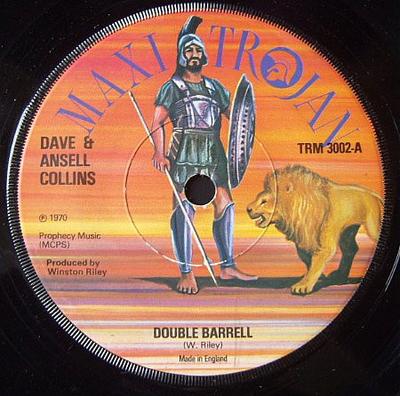 MAXI TROJAN
DAVE &
ANSELL
COLLINS
TRM 3002-A
℗ 1970
Prophecy Music
(MCPS)
Produced by
Winston Riley
DOUBLE BARRELL
(W. Riley)
Made in England